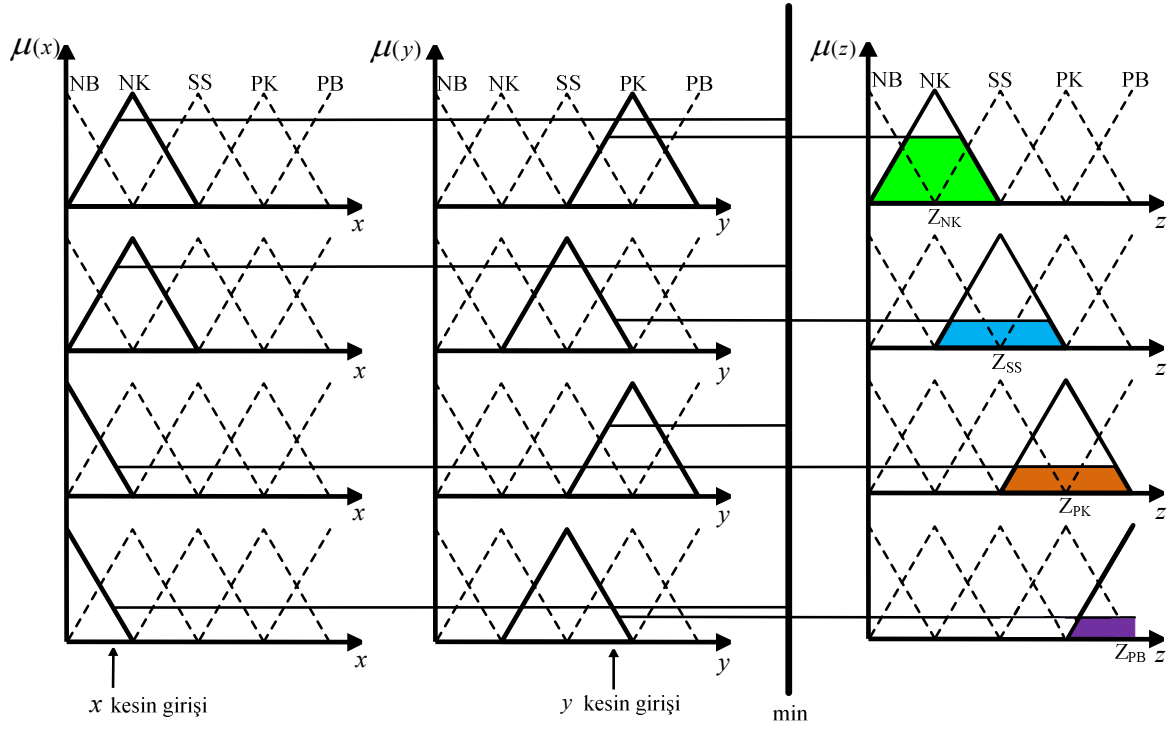 μ(x) μ(y) μ(z)
NB NK SS PK PB NB NK SS PK PB NB NK SS PK PB
x y z
Z_NK
x y z
Z_SS
x y z
Z_PK
x y z
Z_PB
x kesin girişi y kesin girişi min